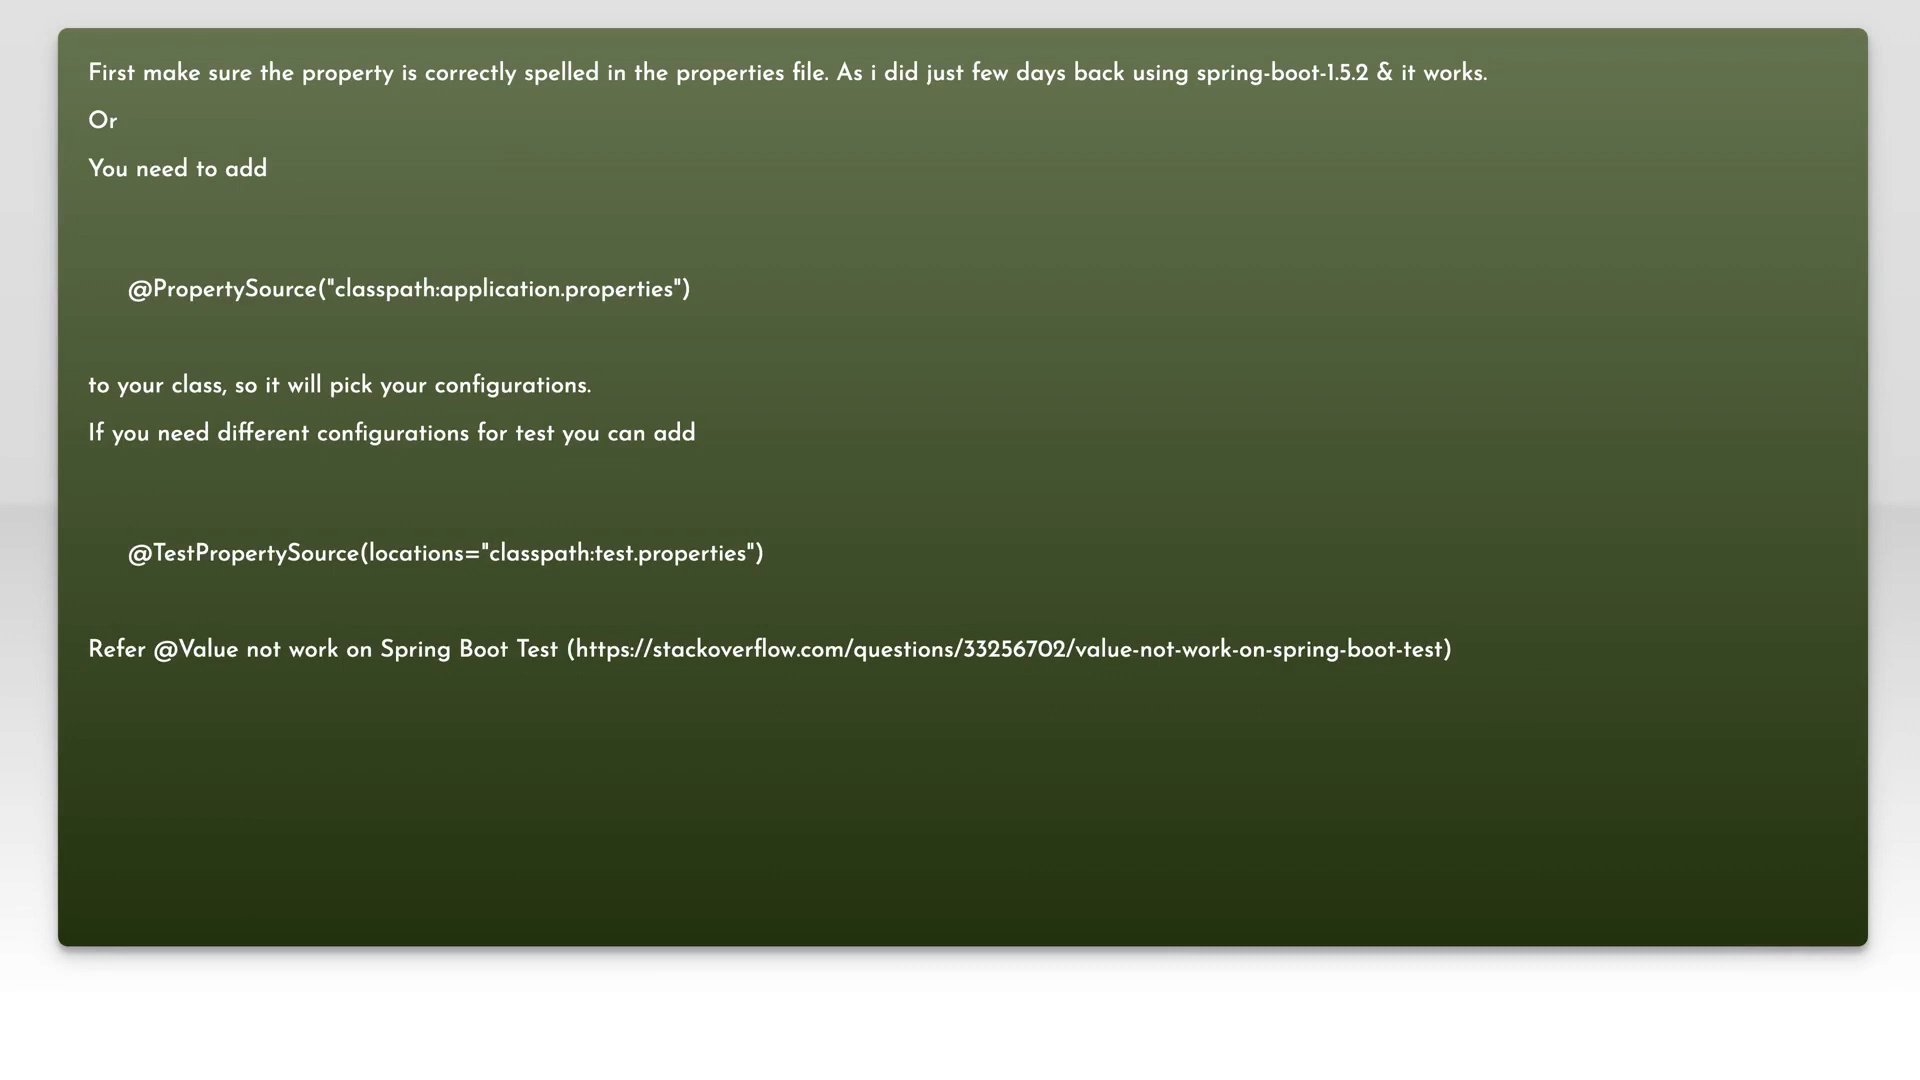 First make sure the property is correctly spelled in the properties file. As i did just few days back using spring-boot-1.5.2 & it works.
Or
You need to add
@PropertySource("classpath:application.properties")
to your class, so it will pick your configurations.
If you need different configurations for test you can add
@TestPropertySource(locations="classpath:test.properties")
Refer @Value not work on Spring Boot Test (https://stackoverflow.com/questions/33256702/value-not-work-on-spring-boot-test)